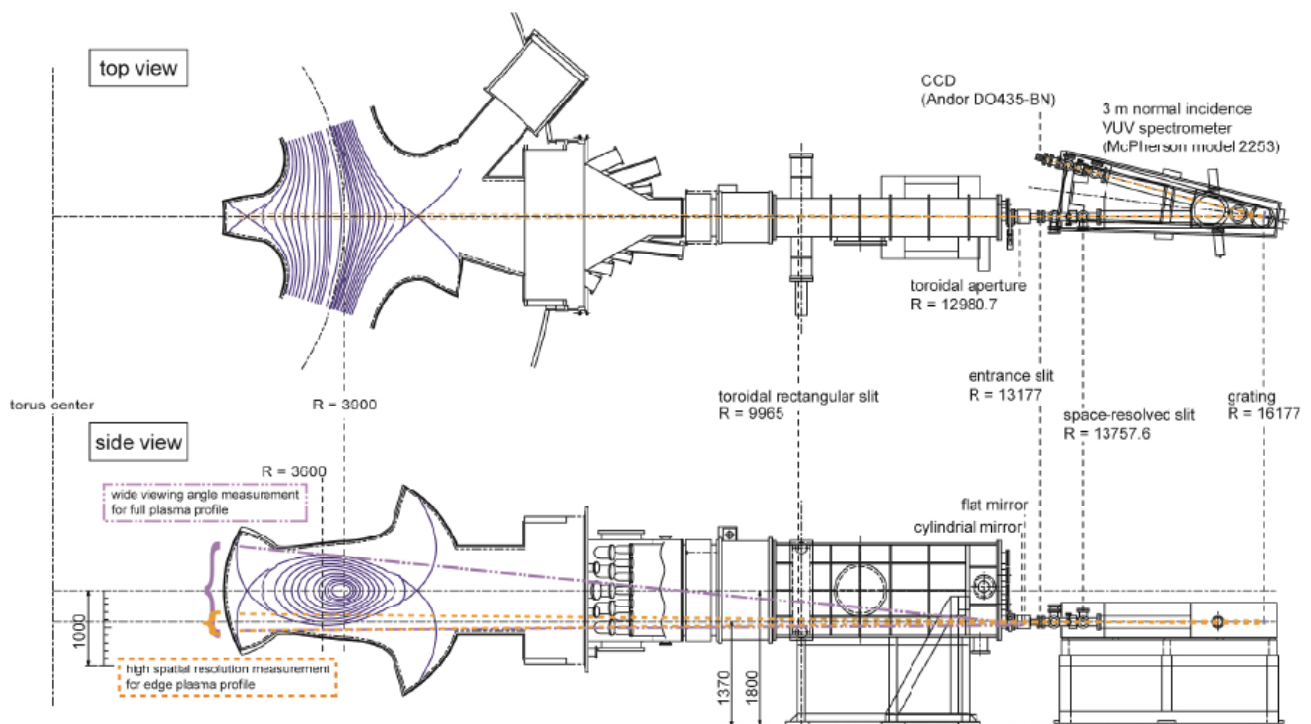 top view
CCD
(Andor DO435-BN)
3 m normal incidence
VUV spectrometer
(McPherson model 2253)
toroidal aperture
R = 12980.7
torus center
R = 3900
toroidal rectangular slit
R = 9965
entrance slit
R = 13177
space-resolved slit
R = 13757.6
grating
R = 16177
side view
R = 3600
wide viewing angle measurement
for full plasma profile
flat mirror
cylindrial mirror
1000
high spatial resolution measurement
for edge plasma profile
1370
1800